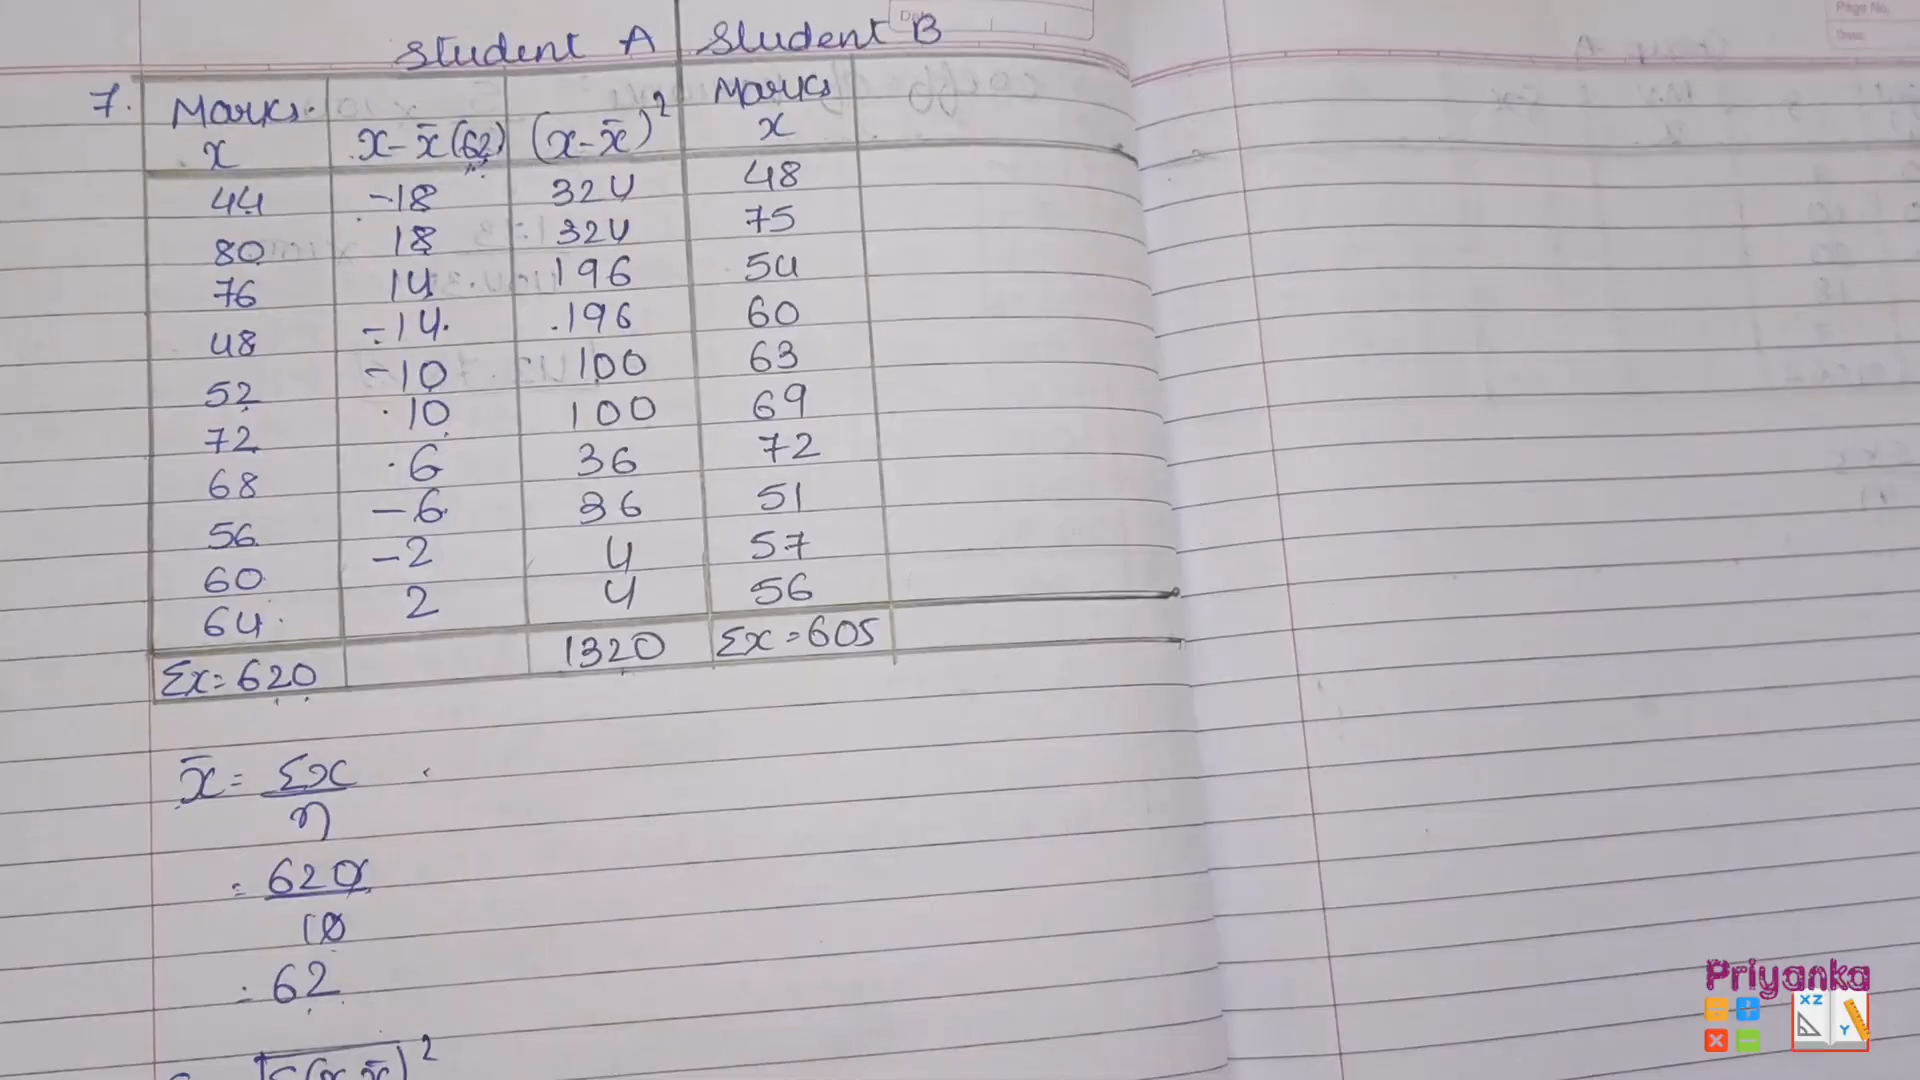 Student A Student B
7. Marks x x-x̄(62) (x-x̄)² Marks x
44 -18 324 48
80 18 324 75
76 14 196 54
48 -14 196 60
52 -10 100 63
72 10 100 69
68 6 36 72
56 -6 36 51
60 -2 4 57
64 2 4 56
Σx=620 1320 Σx=605
x̄ = Σx / n
= 620 / 10
= 62
Page No.
Priyanka
XZ
Y